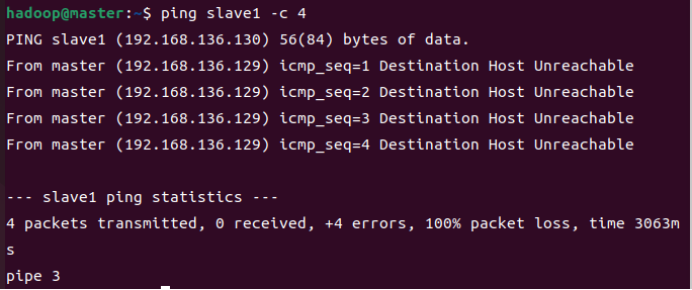 hadoop@master:~$ ping slave1 -c 4
PING slave1 (192.168.136.130) 56(84) bytes of data.
From master (192.168.136.129) icmp_seq=1 Destination Host Unreachable
From master (192.168.136.129) icmp_seq=2 Destination Host Unreachable
From master (192.168.136.129) icmp_seq=3 Destination Host Unreachable
From master (192.168.136.129) icmp_seq=4 Destination Host Unreachable
--- slave1 ping statistics ---
4 packets transmitted, 0 received, +4 errors, 100% packet loss, time 3063m
s
pipe 3